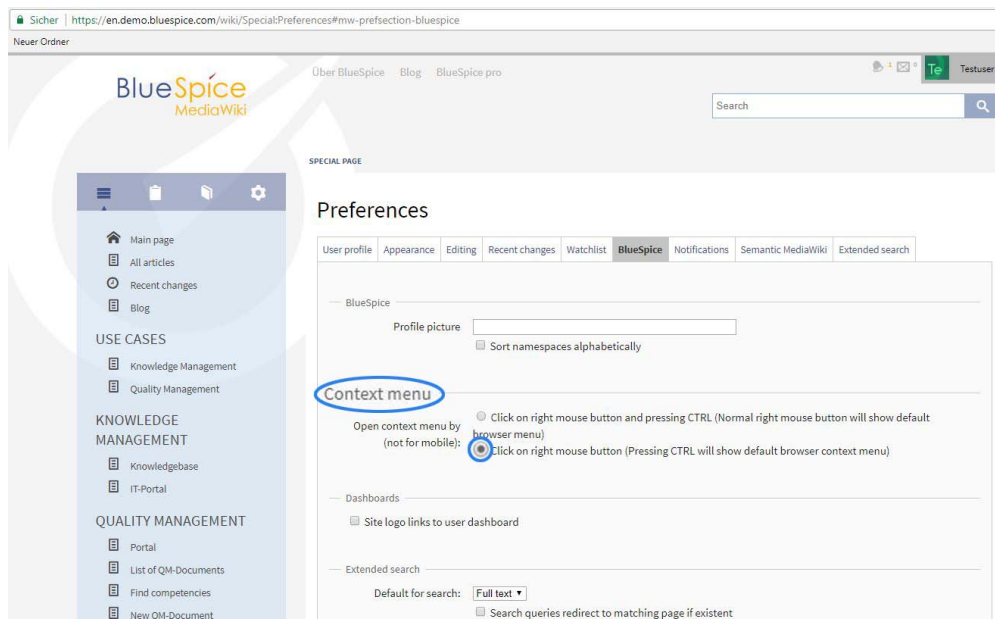 Sicher | https://en.demo.bluespice.com/wiki/Special:Preferences#mw-prefsection-bluespice
Neuer Ordner
BlueSpice
MediaWiki
Über BlueSpice Blog BlueSpice pro
1 0 Te Testuser
Search
SPECIAL PAGE
Main page
All articles
Recent changes
Blog
USE CASES
Knowledge Management
Quality Management
KNOWLEDGE
MANAGEMENT
Knowledgebase
IT-Portal
QUALITY MANAGEMENT
Portal
List of QM-Documents
Find competencies
New QM-Document
Preferences
User profile Appearance Editing Recent changes Watchlist BlueSpice Notifications Semantic MediaWiki Extended search
BlueSpice
Profile picture
Sort namespaces alphabetically
Context menu
Open context menu by
(not for mobile):
Click on right mouse button and pressing CTRL (Normal right mouse button will show default
browser menu)
Click on right mouse button (Pressing CTRL will show default browser context menu)
Dashboards
Site logo links to user dashboard
Extended search
Default for search: Full text
Search queries redirect to matching page if existent